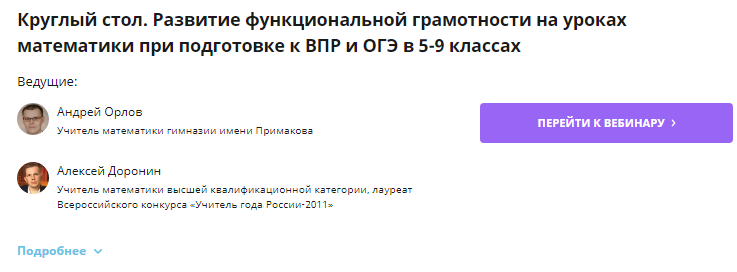 Круглый стол. Развитие функциональной грамотности на уроках
математики при подготовке к ВПР и ОГЭ в 5-9 классах
Ведущие:
Андрей Орлов
Учитель математики гимназии имени Примакова
ПЕРЕЙТИ К ВЕБИНАРУ ›
Алексей Доронин
Учитель математики высшей квалификационной категории, лауреат
Всероссийского конкурса «Учитель года России-2011»
Подробнее